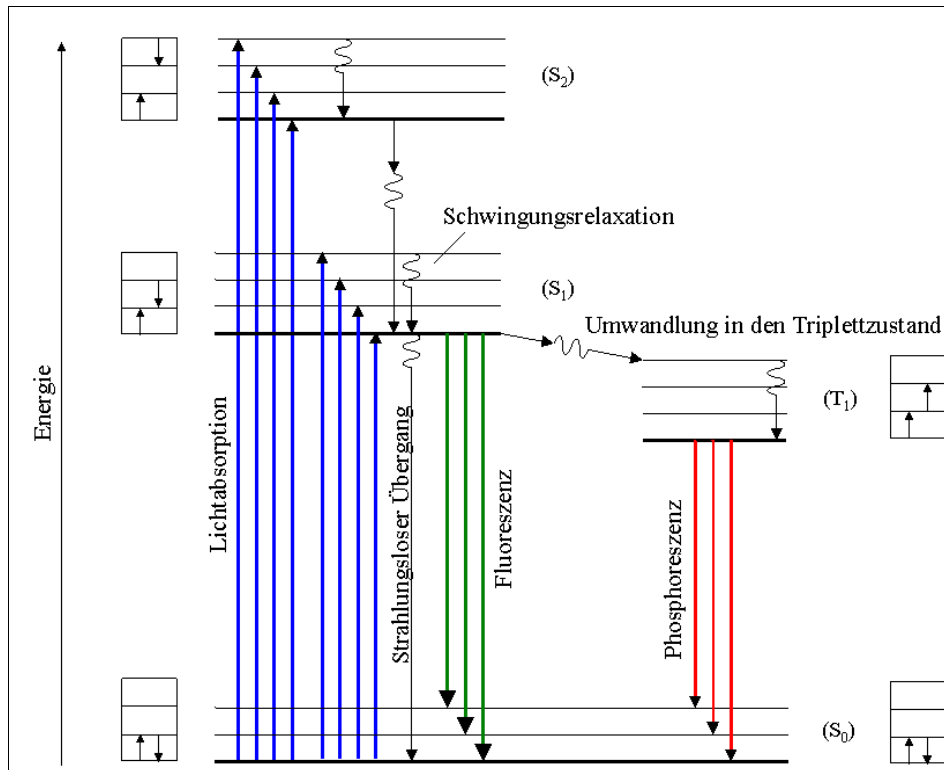 (S₂)
Schwingungsrelaxation
(S₁)
Umwandlung in den Triplettzustand
(T₁)
Energie
Lichtabsorption
Strahlungsloser Übergang
Fluoreszenz
Phosphoreszenz
(S₀)